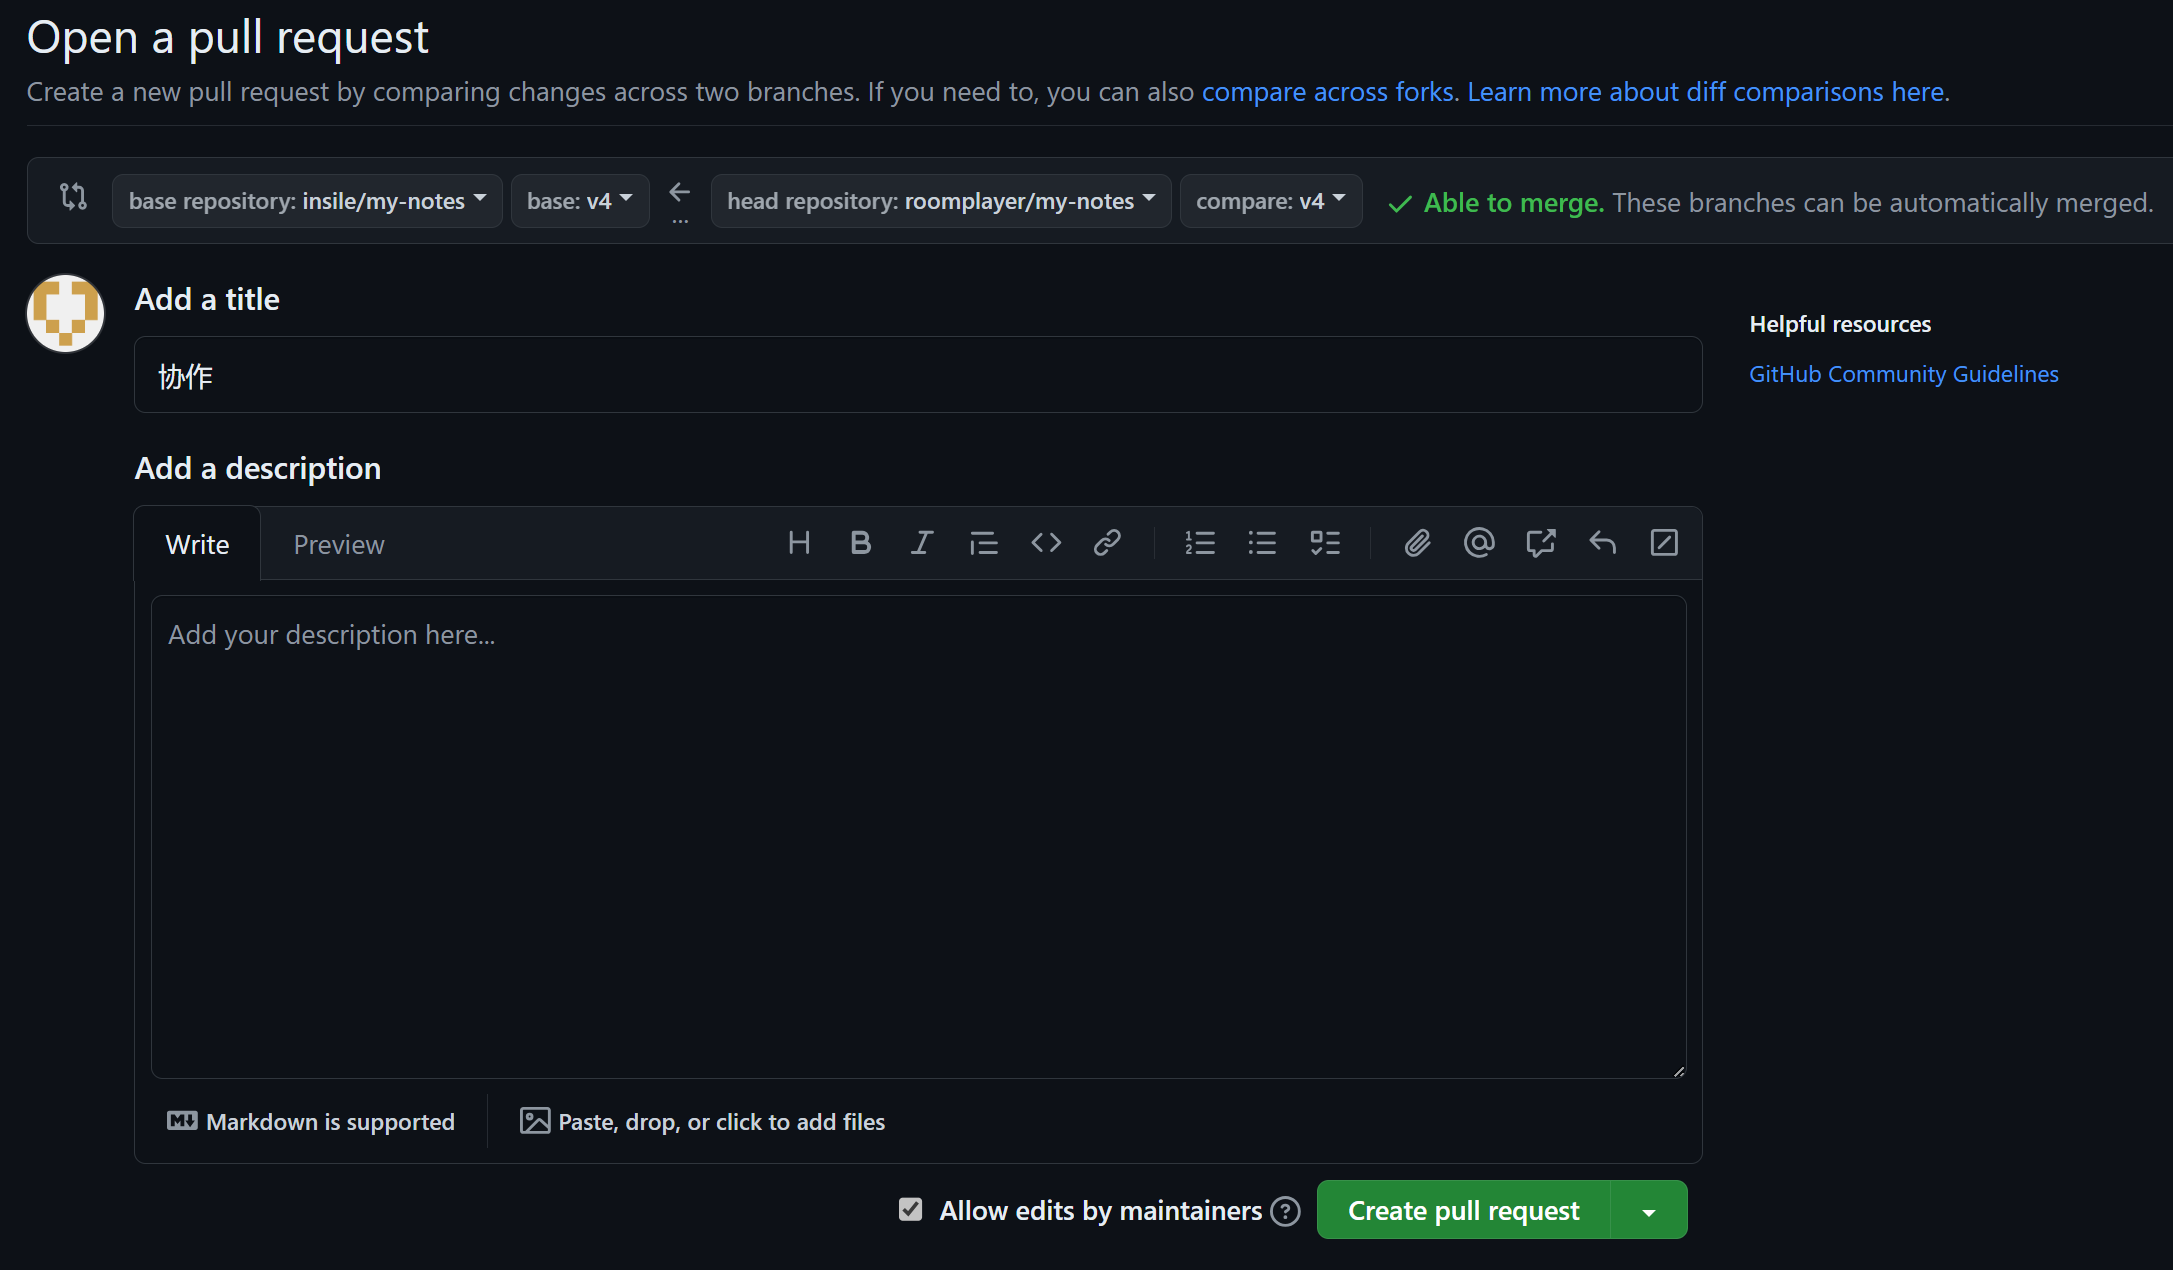 Open a pull request
Create a new pull request by comparing changes across two branches. If you need to, you can also compare across forks. Learn more about diff comparisons here.
base repository: insile/my-notes base: v4 ... head repository: roomplayer/my-notes compare: v4 Able to merge. These branches can be automatically merged.
Add a title
Helpful resources
协作
GitHub Community Guidelines
Add a description
Write Preview
Add your description here...
Markdown is supported Paste, drop, or click to add files
Allow edits by maintainers Create pull request